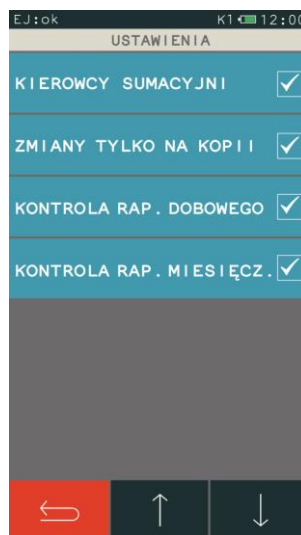 EJ:ok K1 12:00
USTAWIENIA
KIEROWCY SUMACYJNI
ZMIANY TYLKO NA KOPII
KONTROLA RAP. DOBOWEGO
KONTROLA RAP. MIESIĘCZ.